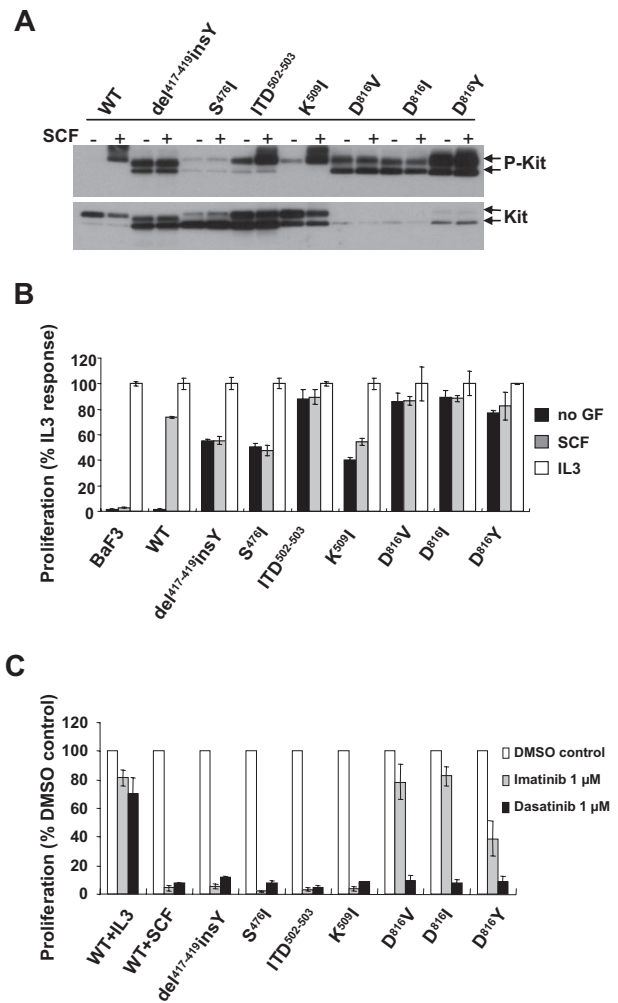 A
WT
del⁴¹⁷⁻⁴¹⁹insY
S⁴⁷⁶I
ITD⁵⁰²⁻⁵⁰³
K⁵⁰⁹I
D⁸¹⁶V
D⁸¹⁶I
D⁸¹⁶Y
SCF - + - + - + - + - + - + - + - +
P-Kit
Kit
B
Proliferation (% IL3 response)
120
100
80
60
40
20
0
BaF3
WT
del⁴¹⁷⁻⁴¹⁹insY
S⁴⁷⁶I
ITD⁵⁰²⁻⁵⁰³
K⁵⁰⁹I
D⁸¹⁶V
D⁸¹⁶I
D⁸¹⁶Y
no GF
SCF
IL3
C
Proliferation (% DMSO control)
120
100
80
60
40
20
0
WT+IL3
WT+SCF
del⁴¹⁷⁻⁴¹⁹insY
S⁴⁷⁶I
ITD⁵⁰²⁻⁵⁰³
K⁵⁰⁹I
D⁸¹⁶V
D⁸¹⁶I
D⁸¹⁶Y
DMSO control
Imatinib 1 µM
Dasatinib 1 µM